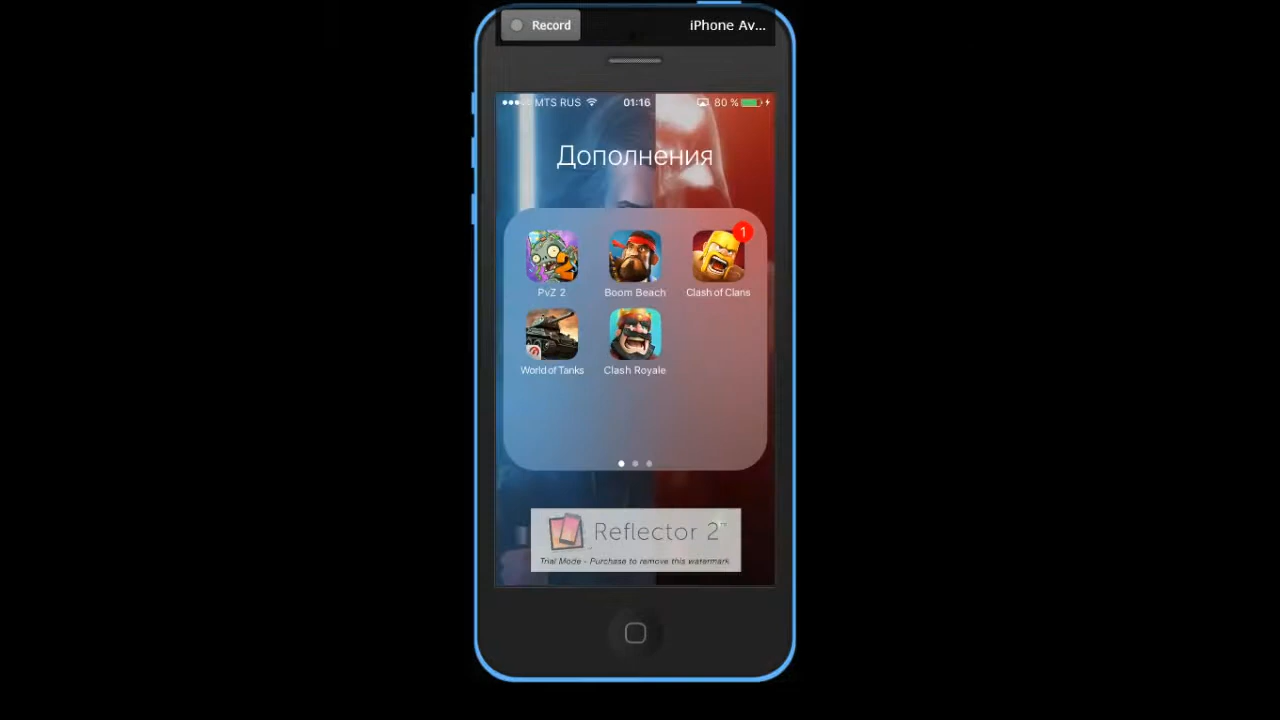 Record
iPhone Av...
MTS RUS 01:16 80 %
Дополнения
1
PvZ 2
Boom Beach
Clash of Clans
World of Tanks
Clash Royale
Reflector 2
Trial Mode - Purchase to remove this watermark